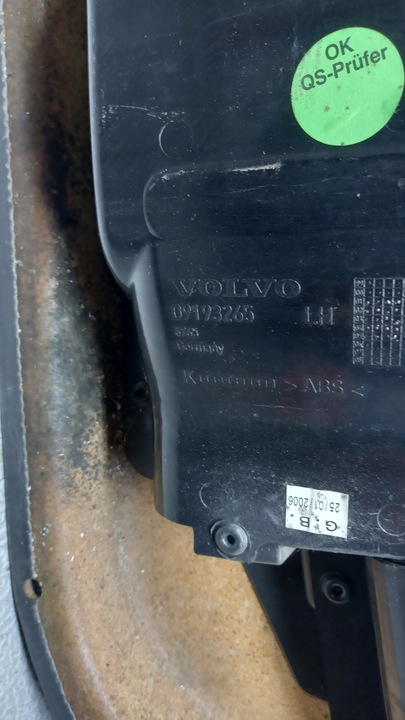 OK
QS-Prüfer
VOLVO
09193265 LH
Germany
> ABS <
G B
25/01/2006